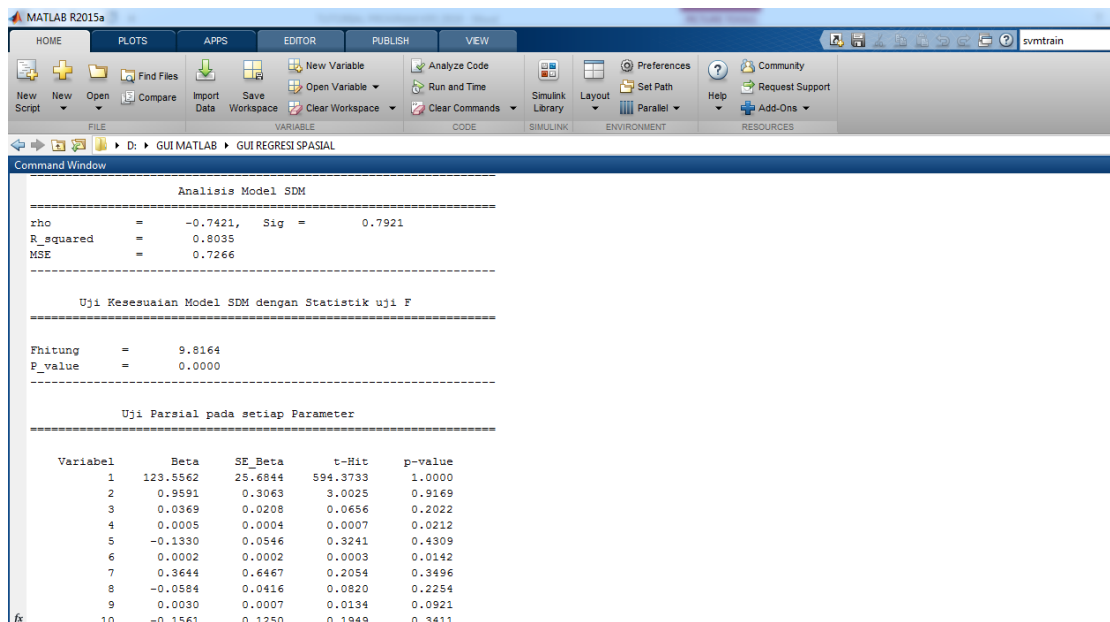 MATLAB R2015a
HOME PLOTS APPS EDITOR PUBLISH VIEW svmtrain
New Script New Open Find Files Compare Import Data Save Workspace New Variable Open Variable Clear Workspace Analyze Code Run and Time Clear Commands Simulink Library Layout Preferences Set Path Parallel Help Community Request Support Add-Ons
FILE VARIABLE CODE SIMULINK ENVIRONMENT RESOURCES
D: GUI MATLAB GUI REGRESI SPASIAL
Command Window
Analisis Model SDM
rho = -0.7421, Sig = 0.7921
R_squared = 0.8035
MSE = 0.7266
Uji Kesesuaian Model SDM dengan Statistik uji F
Fhitung = 9.8164
P_value = 0.0000
Uji Parsial pada setiap Parameter
Variabel Beta SE_Beta t-Hit p-value
1 123.5562 25.6844 594.3733 1.0000
2 0.9591 0.3063 3.0025 0.9169
3 0.0369 0.0208 0.0656 0.2022
4 0.0005 0.0004 0.0007 0.0212
5 -0.1330 0.0546 0.3241 0.4309
6 0.0002 0.0002 0.0003 0.0142
7 0.3644 0.6467 0.2054 0.3496
8 -0.0584 0.0416 0.0820 0.2254
9 0.0030 0.0007 0.0134 0.0921
fx 10 -0.1561 0.1250 0.1949 0.3411